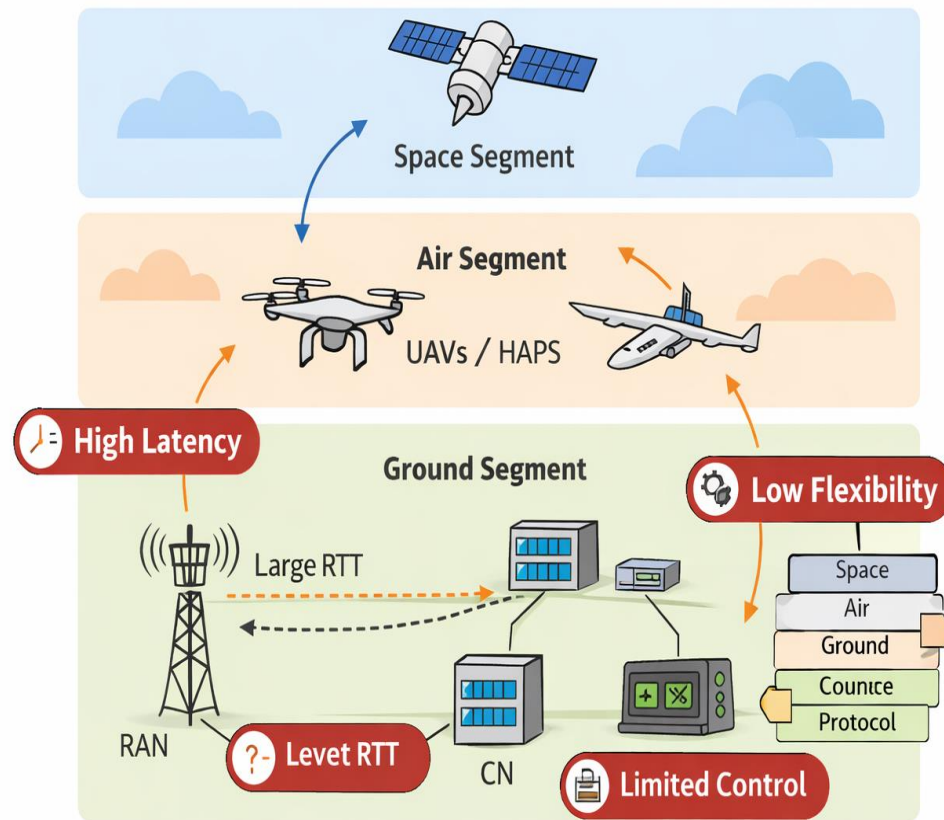 Space Segment
Air Segment
UAVs / HAPS
High Latency
Ground Segment
Low Flexibility
Large RTT
Space
Air
Ground
Counıce
Protocol
RAN
Levet RTT
CN
Limited Control